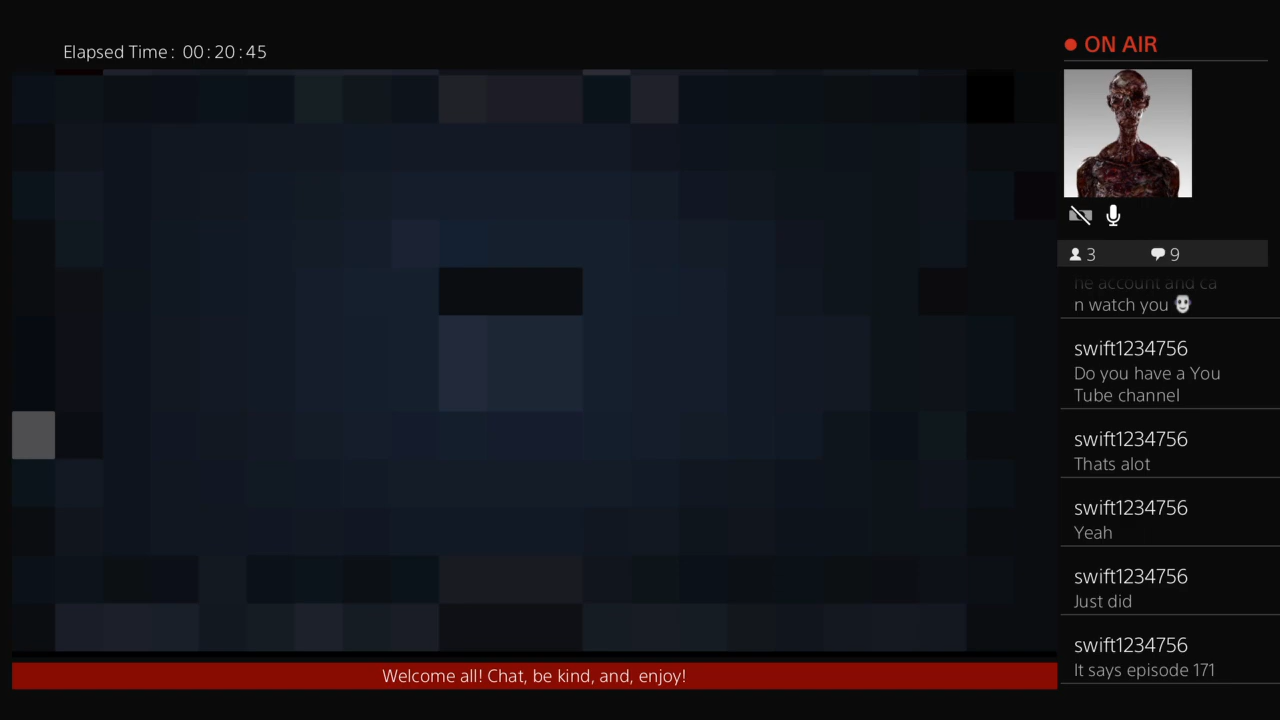 Elapsed Time: 00:20:45
ON AIR
3 9
n watch you
swift1234756
Do you have a You
Tube channel
swift1234756
Thats alot
swift1234756
Yeah
swift1234756
Just did
swift1234756
It says episode 171
Welcome all! Chat, be kind, and, enjoy!